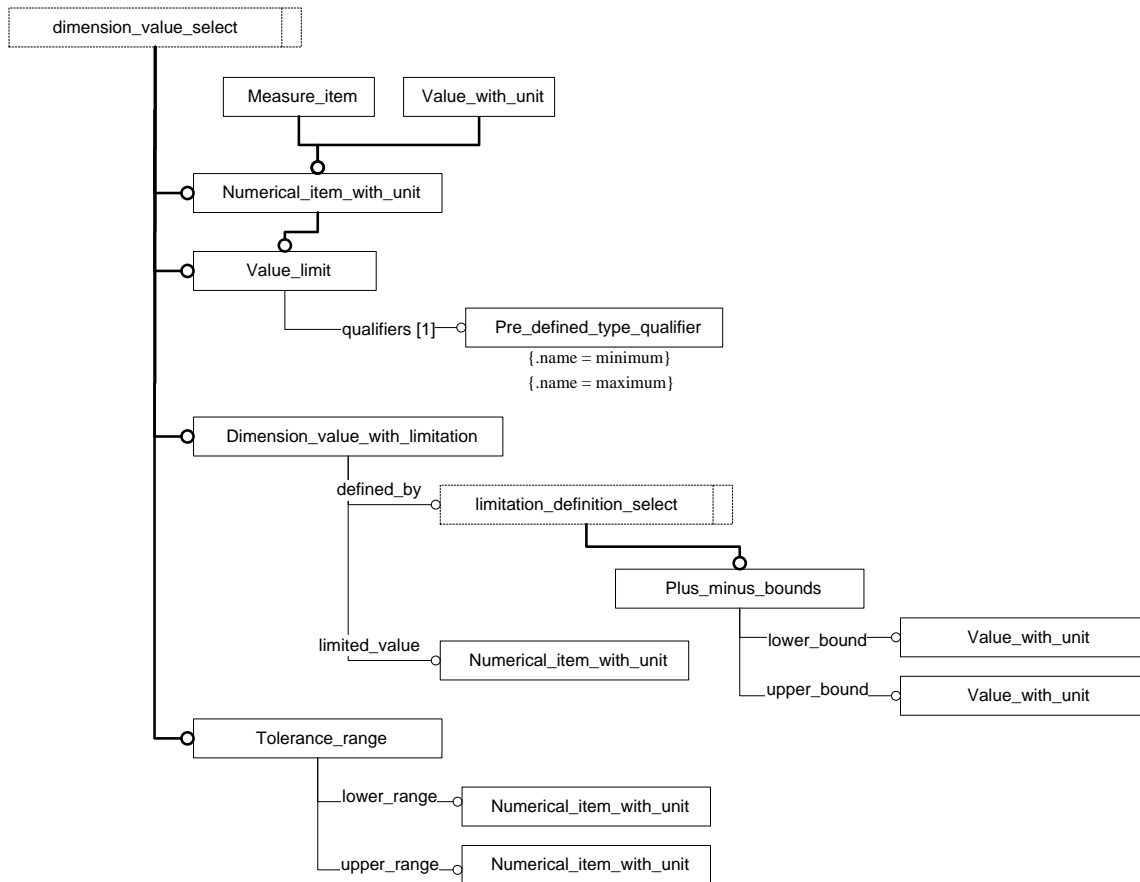 dimension_value_select
Measure_item
Value_with_unit
Numerical_item_with_unit
Value_limit
qualifiers [1]
Pre_defined_type_qualifier
{.name = minimum}
{.name = maximum}
Dimension_value_with_limitation
defined_by
limitation_definition_select
Plus_minus_bounds
lower_bound
Value_with_unit
limited_value
Numerical_item_with_unit
upper_bound
Value_with_unit
Tolerance_range
lower_range
Numerical_item_with_unit
upper_range
Numerical_item_with_unit